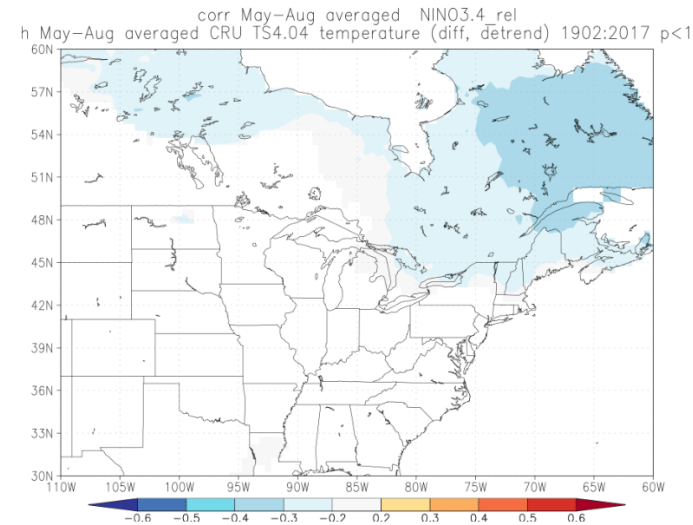 corr May-Aug averaged NINO3.4_rel
h May-Aug averaged CRU TS4.04 temperature (diff, detrend) 1902:2017 p<1
60N
57N
54N
51N
48N
45N
42N
39N
36N
33N
30N
110W 105W 100W 95W 90W 85W 80W 75W 70W 65W 60W
-0.6 -0.5 -0.4 -0.3 -0.2 0.2 0.3 0.4 0.5 0.6